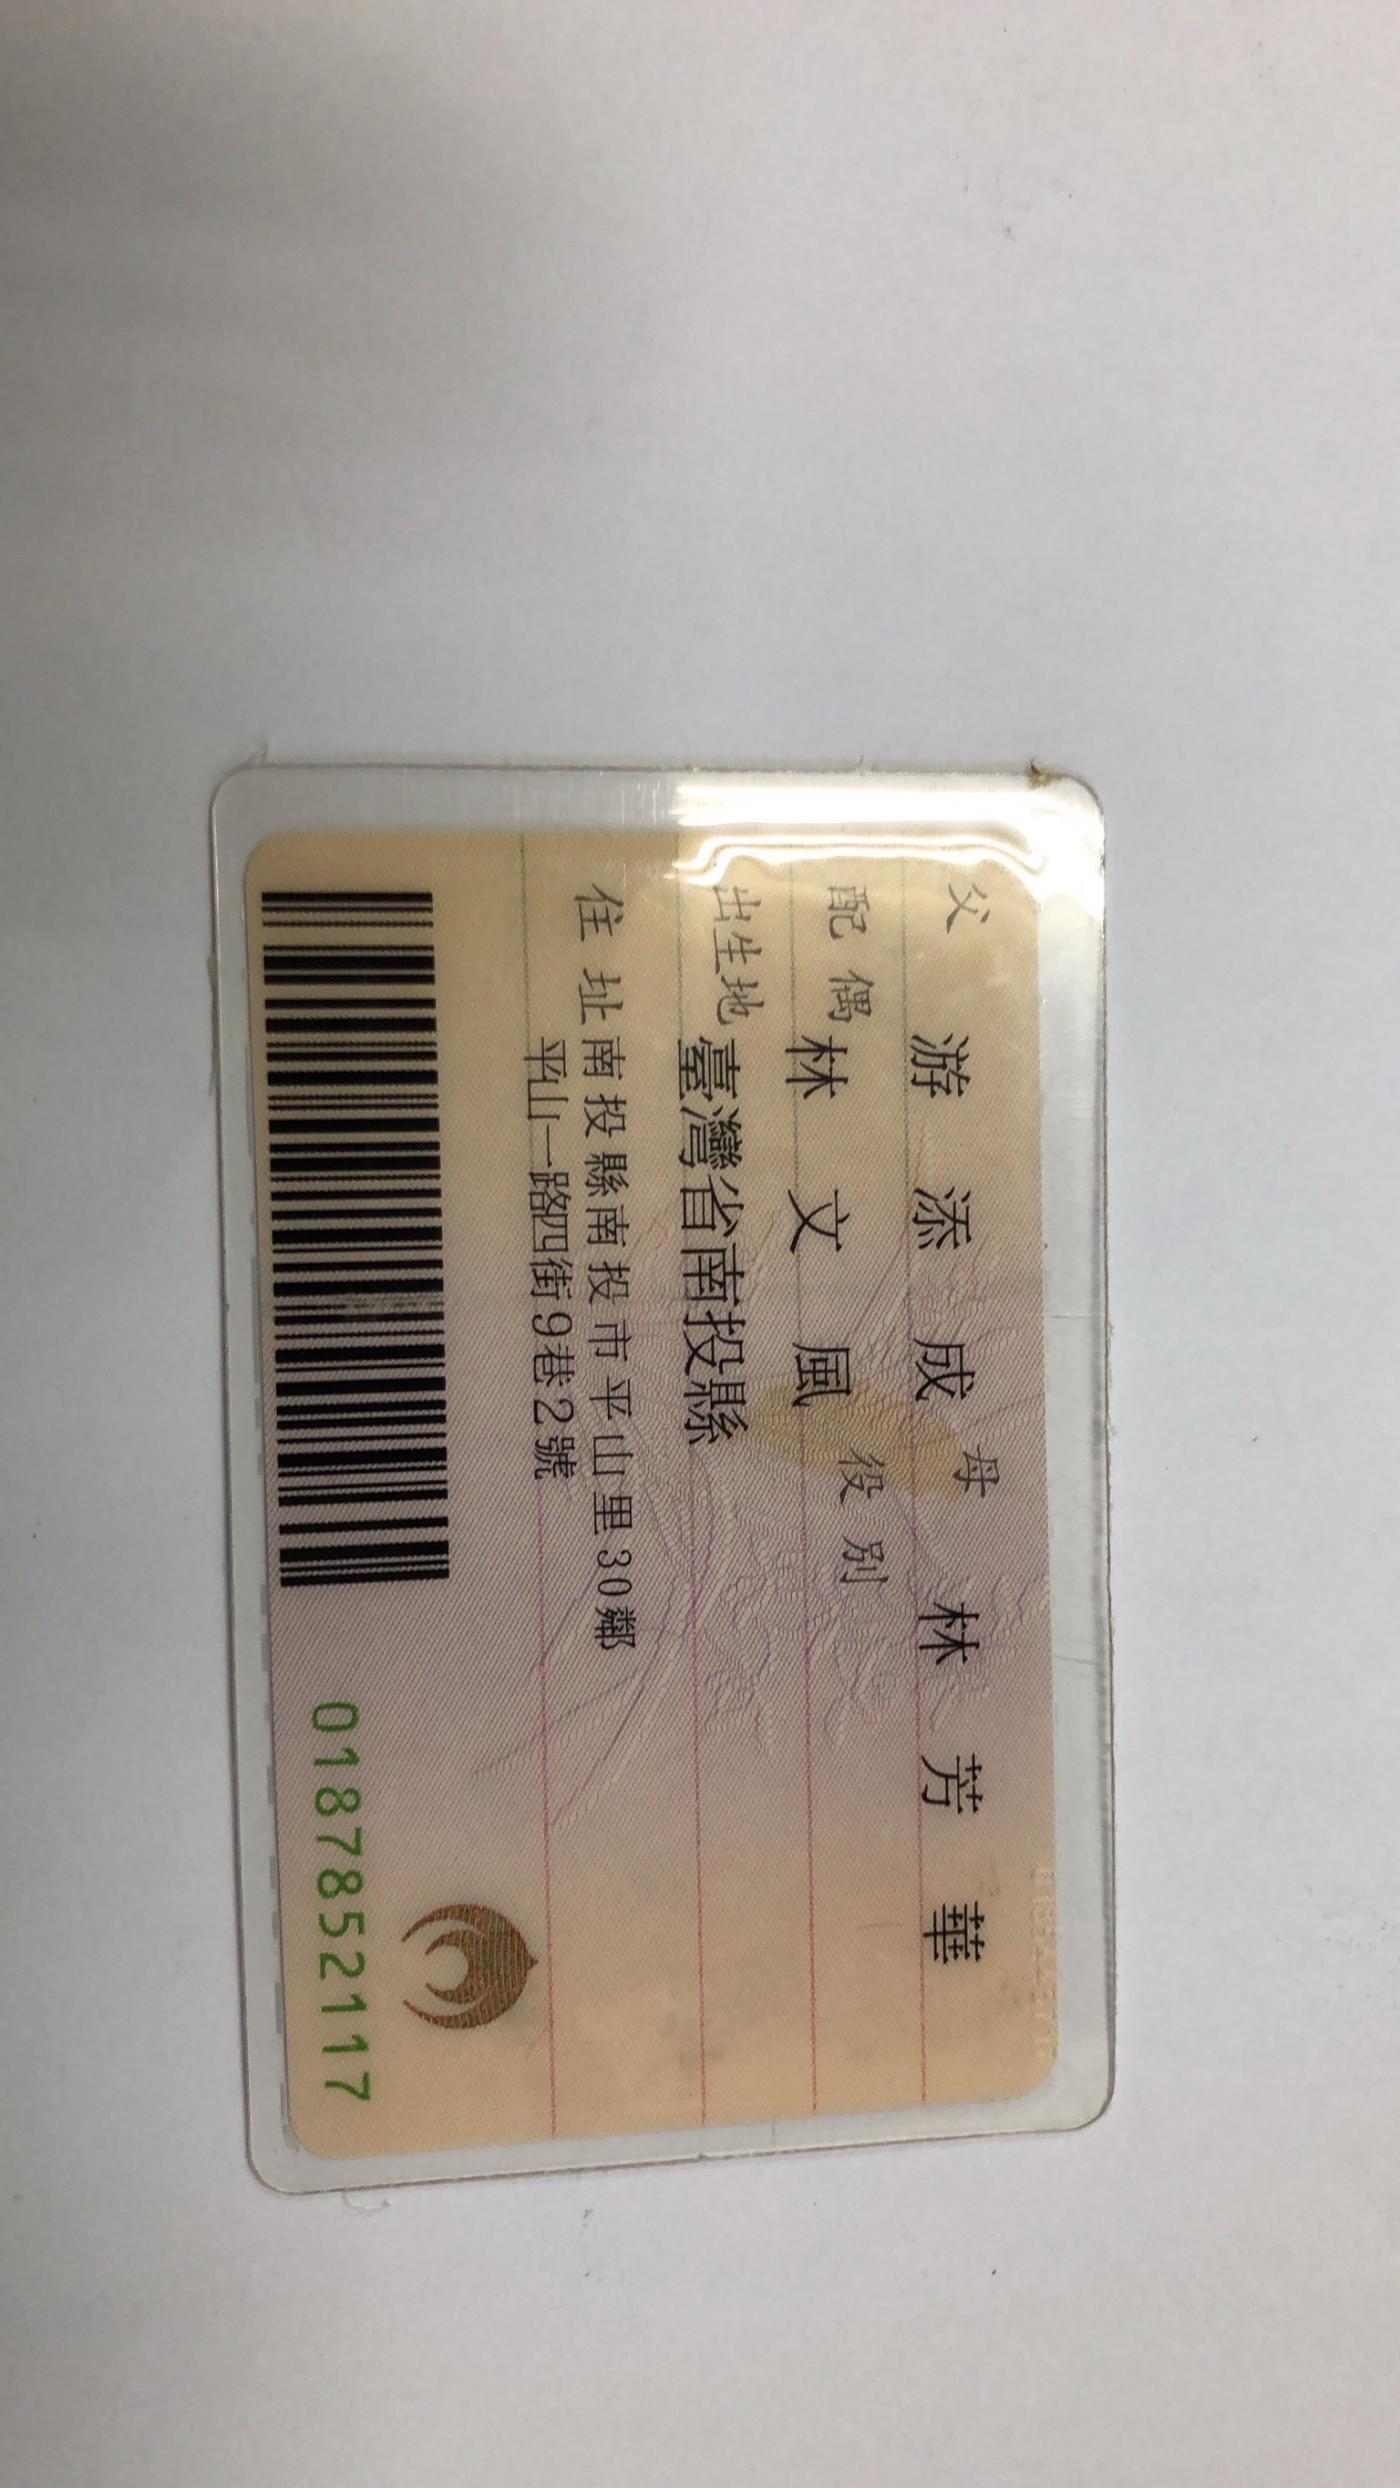 父 游添成 母 林芳華
配偶 林文風 役別
出生地 臺灣省南投縣
住址 南投縣南投市平山里30鄰
平山一路四街9巷2號
0187852117